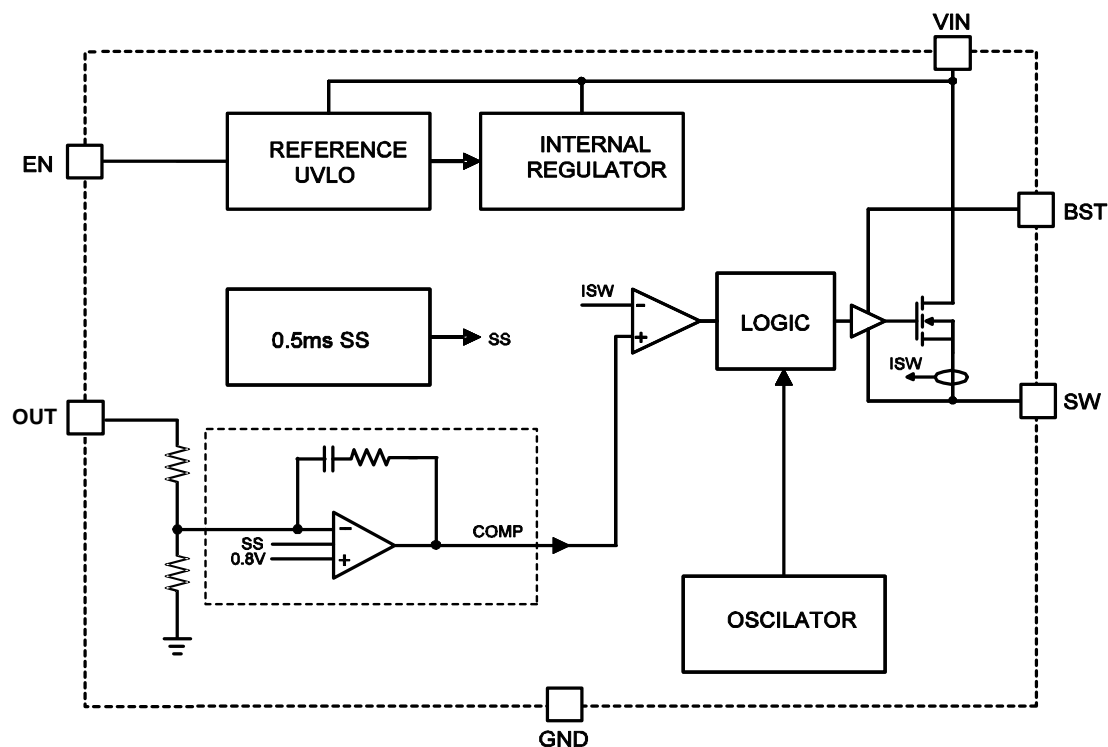 VIN
EN
REFERENCE
UVLO
INTERNAL
REGULATOR
BST
0.5ms SS
SS
ISW
−
+
LOGIC
ISW
OUT
SW
−
SS
0.8V
+
COMP
OSCILATOR
GND